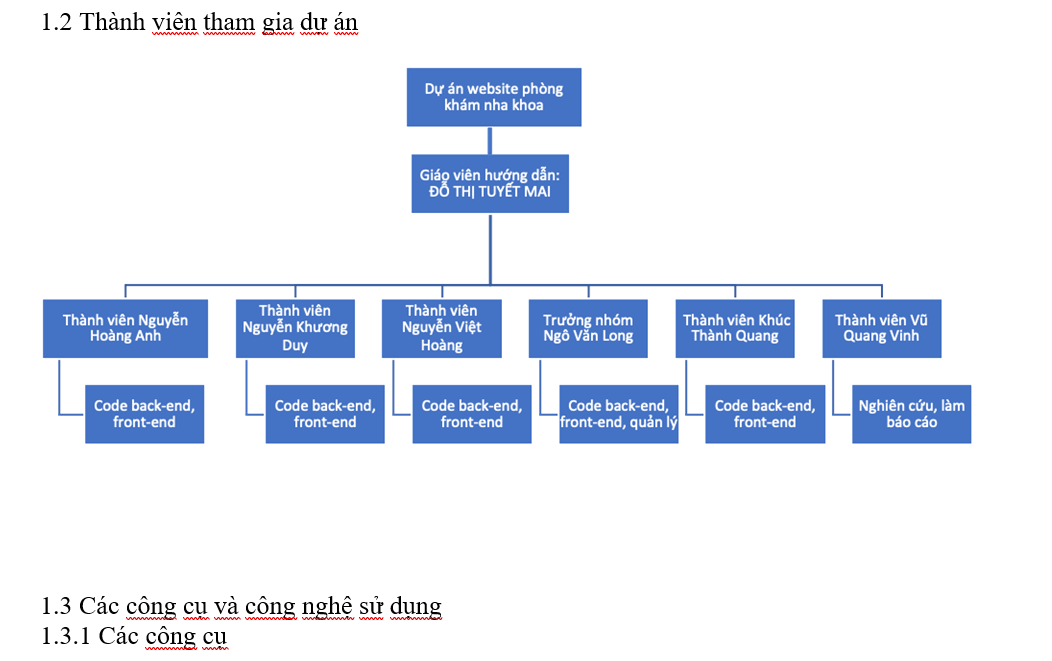 1.2 Thành viên tham gia dự án
Dự án website phòng
khám nha khoa
Giáo viên hướng dẫn:
ĐỖ THỊ TUYẾT MAI
Thành viên Nguyễn
Hoàng Anh
Thành viên
Nguyễn Khương
Duy
Thành viên
Nguyễn Việt
Hoàng
Trưởng nhóm
Ngô Văn Long
Thành viên Khúc
Thành Quang
Thành viên Vũ
Quang Vinh
Code back-end,
front-end
Code back-end,
front-end
Code back-end,
front-end
Code back-end,
front-end, quản lý
Code back-end,
front-end
Nghiên cứu, làm
báo cáo
1.3 Các công cụ và công nghệ sử dụng
1.3.1 Các công cụ